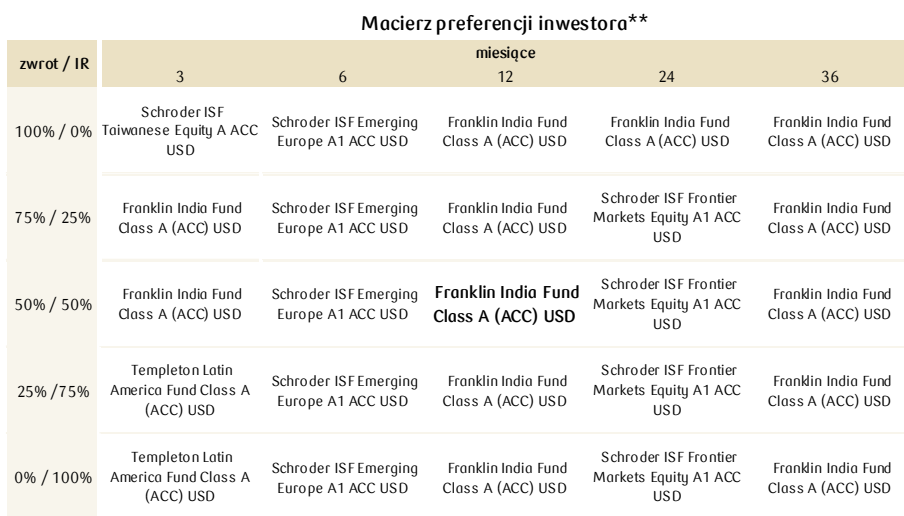 Macierz preferencji inwestora**
zwrot / IR
miesiące
3 6 12 24 36
100% / 0%
Schroder ISF
Taiwanese Equity A ACC
USD
Schroder ISF Emerging
Europe A1 ACC USD
Franklin India Fund
Class A (ACC) USD
Franklin India Fund
Class A (ACC) USD
Franklin India Fund
Class A (ACC) USD
75% / 25%
Franklin India Fund
Class A (ACC) USD
Schroder ISF Emerging
Europe A1 ACC USD
Franklin India Fund
Class A (ACC) USD
Schroder ISF Frontier
Markets Equity A1 ACC
USD
Franklin India Fund
Class A (ACC) USD
50% / 50%
Franklin India Fund
Class A (ACC) USD
Schroder ISF Emerging
Europe A1 ACC USD
Franklin India Fund
Class A (ACC) USD
Schroder ISF Frontier
Markets Equity A1 ACC
USD
Franklin India Fund
Class A (ACC) USD
25% /75%
Templeton Latin
America Fund Class A
(ACC) USD
Schroder ISF Emerging
Europe A1 ACC USD
Franklin India Fund
Class A (ACC) USD
Schroder ISF Frontier
Markets Equity A1 ACC
USD
Franklin India Fund
Class A (ACC) USD
0% / 100%
Templeton Latin
America Fund Class A
(ACC) USD
Schroder ISF Emerging
Europe A1 ACC USD
Franklin India Fund
Class A (ACC) USD
Schroder ISF Frontier
Markets Equity A1 ACC
USD
Franklin India Fund
Class A (ACC) USD